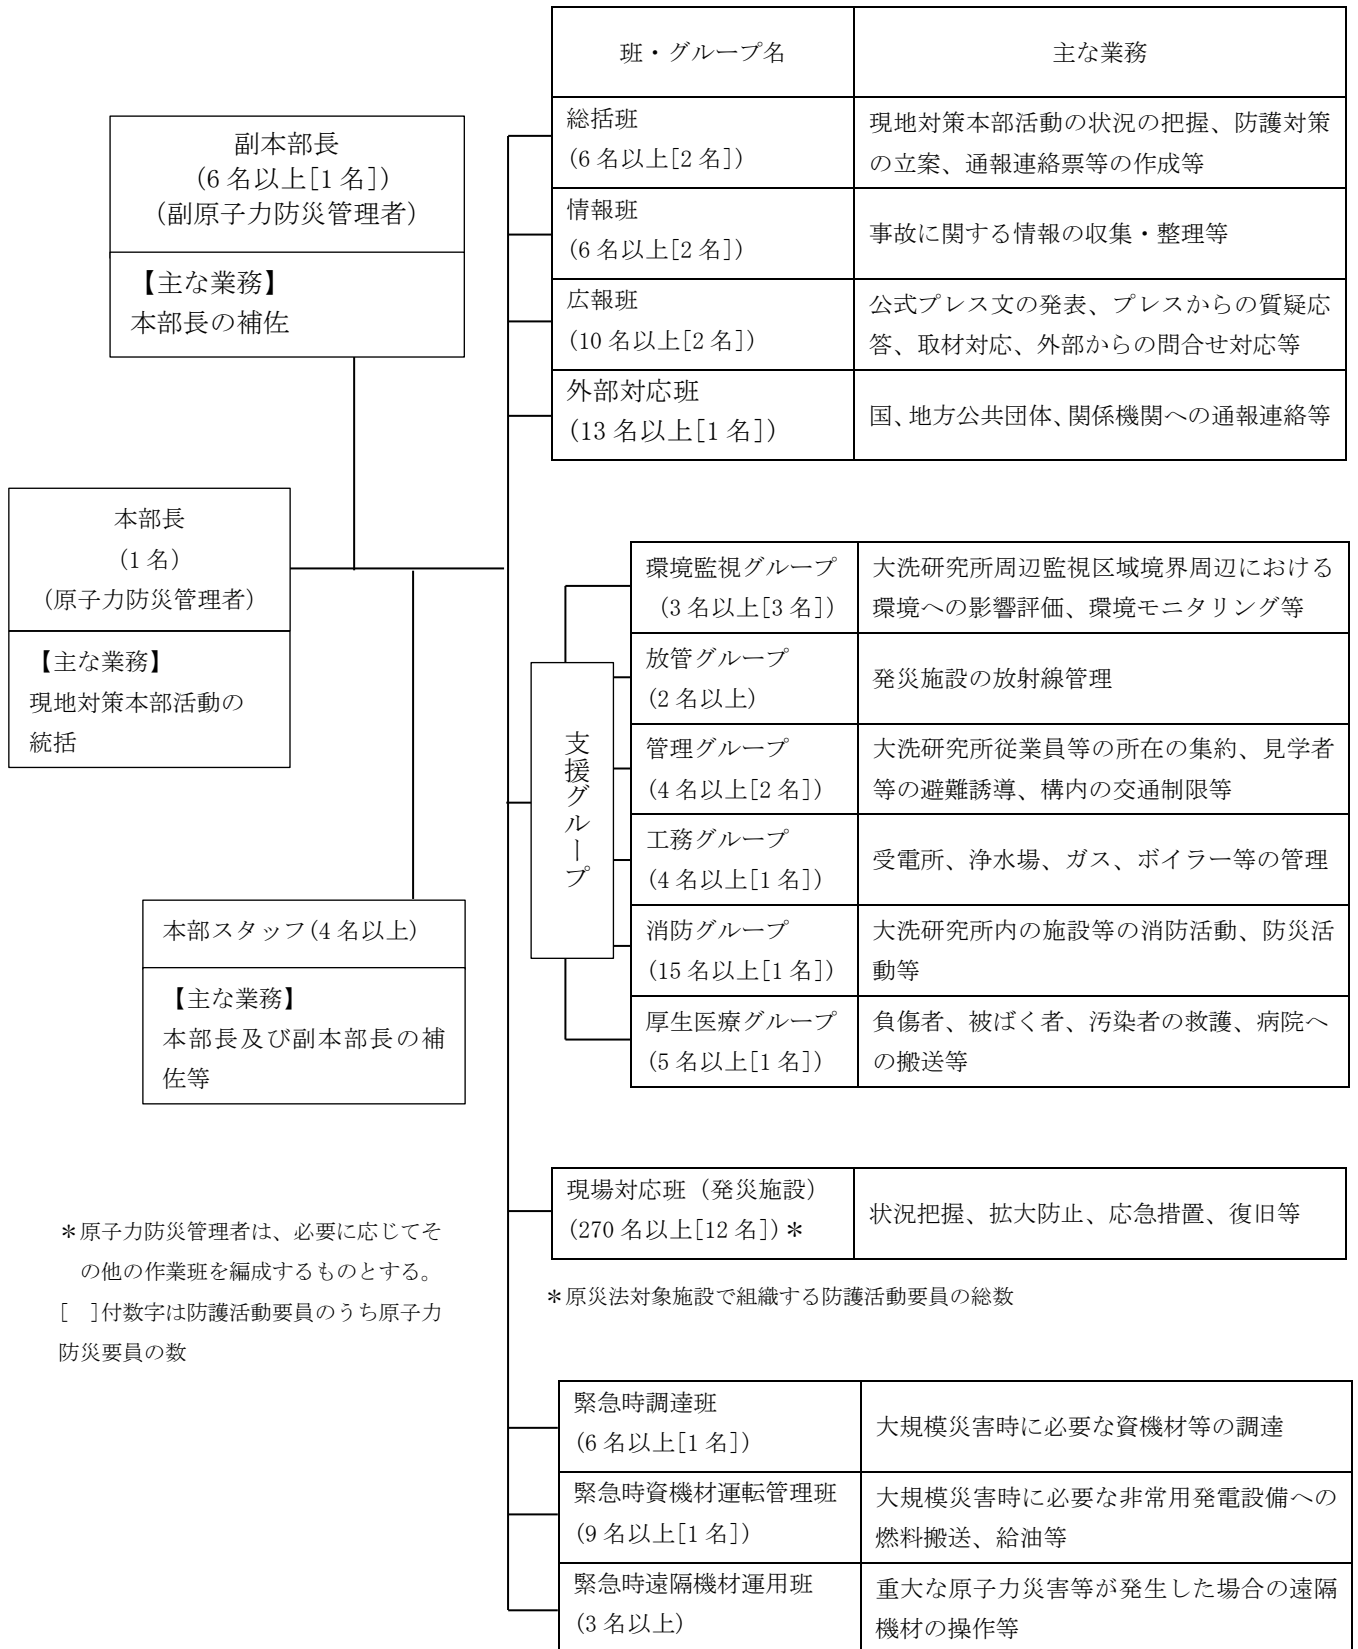 班・グループ名
主な業務
総括班
(6名以上[2名])
現地対策本部活動の状況の把握、防護対策
の立案、通報連絡票等の作成等
情報班
(6名以上[2名])
事故に関する情報の収集・整理等
広報班
(10名以上[2名])
公式プレス文の発表、プレスからの質疑応
答、取材対応、外部からの問合せ対応等
外部対応班
(13名以上[1名])
国、地方公共団体、関係機関への通報連絡等
副本部長
(6名以上[1名])
(副原子力防災管理者)
【主な業務】
本部長の補佐
本部長
(1名)
(原子力防災管理者)
【主な業務】
現地対策本部活動の
統括
本部スタッフ(4名以上)
【主な業務】
本部長及び副本部長の補
佐等
支援グループ
環境監視グループ
(3名以上[3名])
大洗研究所周辺監視区域境界周辺における
環境への影響評価、環境モニタリング等
放管グループ
(2名以上)
発災施設の放射線管理
管理グループ
(4名以上[2名])
大洗研究所従業員等の所在の集約、見学者
等の避難誘導、構内の交通制限等
工務グループ
(4名以上[1名])
受電所、浄水場、ガス、ボイラー等の管理
消防グループ
(15名以上[1名])
大洗研究所内の施設等の消防活動、防災活
動等
厚生医療グループ
(5名以上[1名])
負傷者、被ばく者、汚染者の救護、病院へ
の搬送等
現場対応班（発災施設）
(270名以上[12名])＊
状況把握、拡大防止、応急措置、復旧等
＊原災法対象施設で組織する防護活動要員の総数
＊原子力防災管理者は、必要に応じてそ
の他の作業班を編成するものとする。
[　]付数字は防護活動要員のうち原子力
防災要員の数
緊急時調達班
(6名以上[1名])
大規模災害時に必要な資機材等の調達
緊急時資機材運転管理班
(9名以上[1名])
大規模災害時に必要な非常用発電設備への
燃料搬送、給油等
緊急時遠隔機材運用班
(3名以上)
重大な原子力災害等が発生した場合の遠隔
機材の操作等